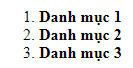 1. Danh mục 1
2. Danh mục 2
3. Danh mục 3